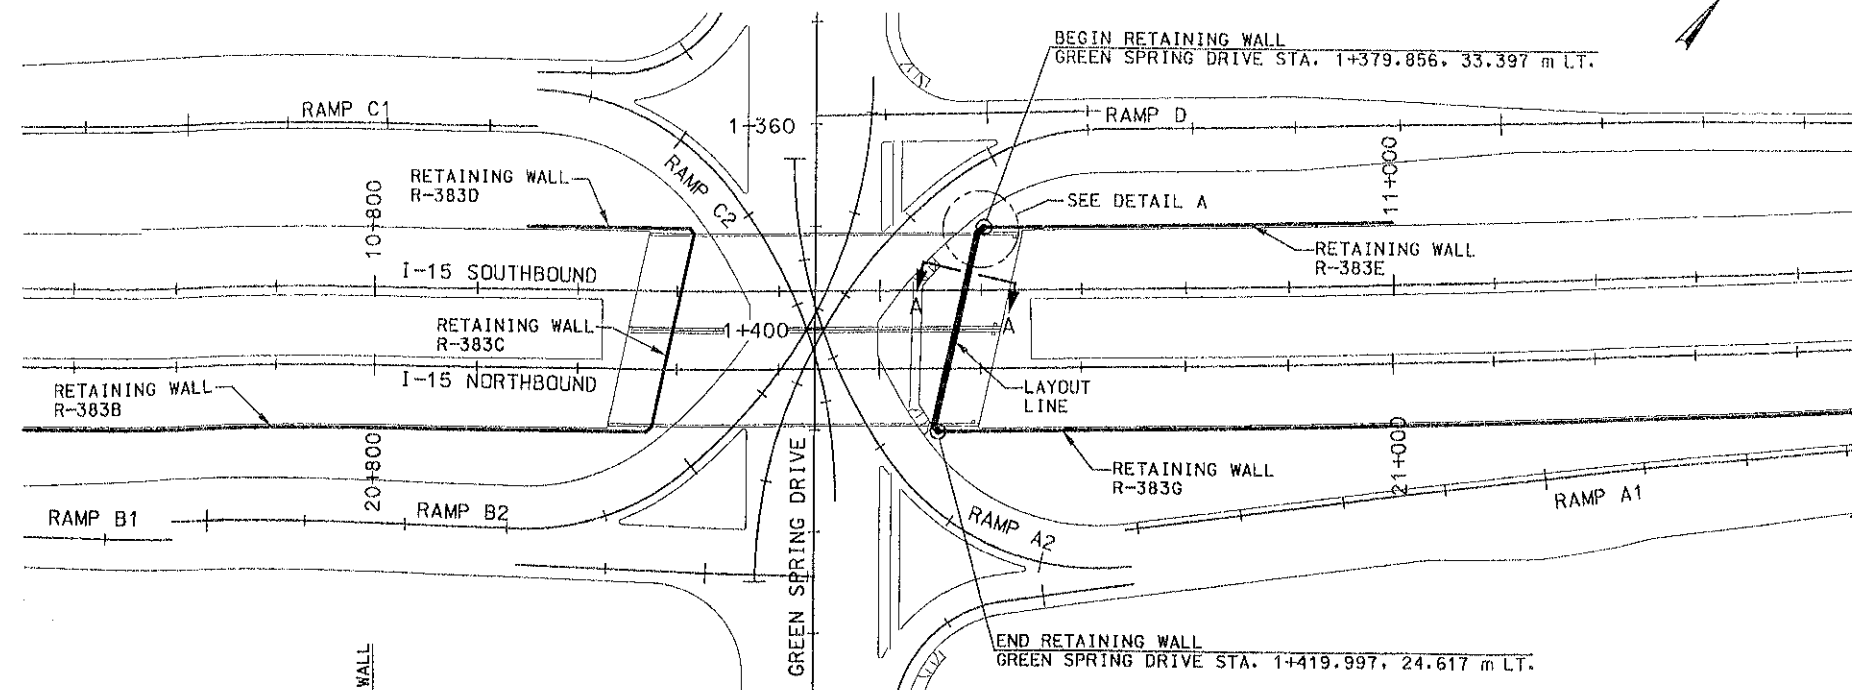 BEGIN RETAINING WALL
GREEN SPRING DRIVE STA. 1+379.856, 33.397 m LT.
RAMP C1
1+360
RAMP D
RETAINING WALL
R-383D
RAMP C2
10+800
11+000
SEE DETAIL A
RETAINING WALL
R-383E
I-15 SOUTHBOUND
A
A
RETAINING WALL
R-383C
1+400
I-15 NORTHBOUND
RETAINING WALL
R-383B
LAYOUT
LINE
20+800
21+000
RETAINING WALL
R-383G
RAMP B1
RAMP B2
GREEN SPRING DRIVE
RAMP A2
RAMP A1
END RETAINING WALL
GREEN SPRING DRIVE STA. 1+419.997, 24.617 m LT.
WALL